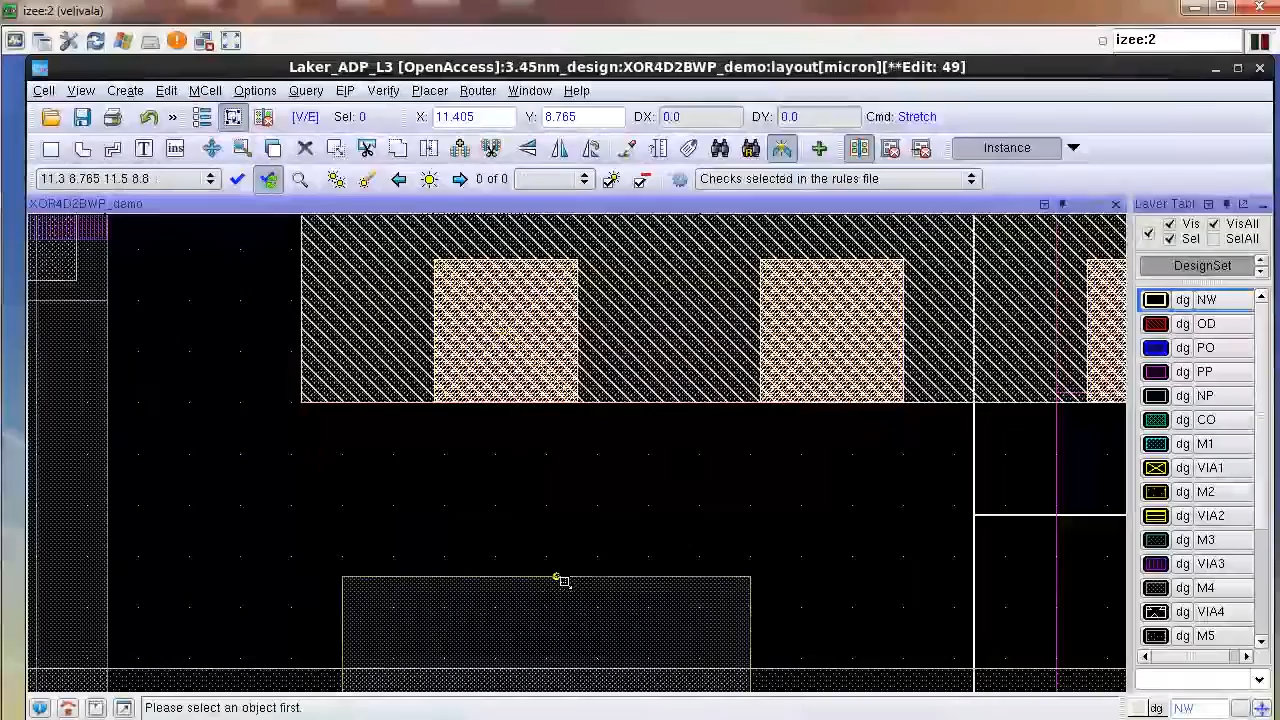 izee:2 (velivala)
izee:2
Laker_ADP_L3 [OpenAccess]:3.45nm_design:XOR4D2BWP_demo:layout[micron][**Edit: 49]
Cell View Create Edit MCell Options Query EIP Verify Placer Router Window Help
» [V/E] Sel: 0 X: 11.405 Y: 8.765 DX: 0.0 DY: 0.0 Cmd: Stretch
T ins Instance
11.3 8.765 11.5 8.8 0 of 0 Checks selected in the rules file
XOR4D2BWP_demo
Layer Tabl
Vis VisAll
Sel SelAll
DesignSet
dg NW
dg OD
dg PO
dg PP
dg NP
dg CO
dg M1
dg VIA1
dg M2
dg VIA2
dg M3
dg VIA3
dg M4
dg VIA4
dg M5
Please select an object first.
dg NW